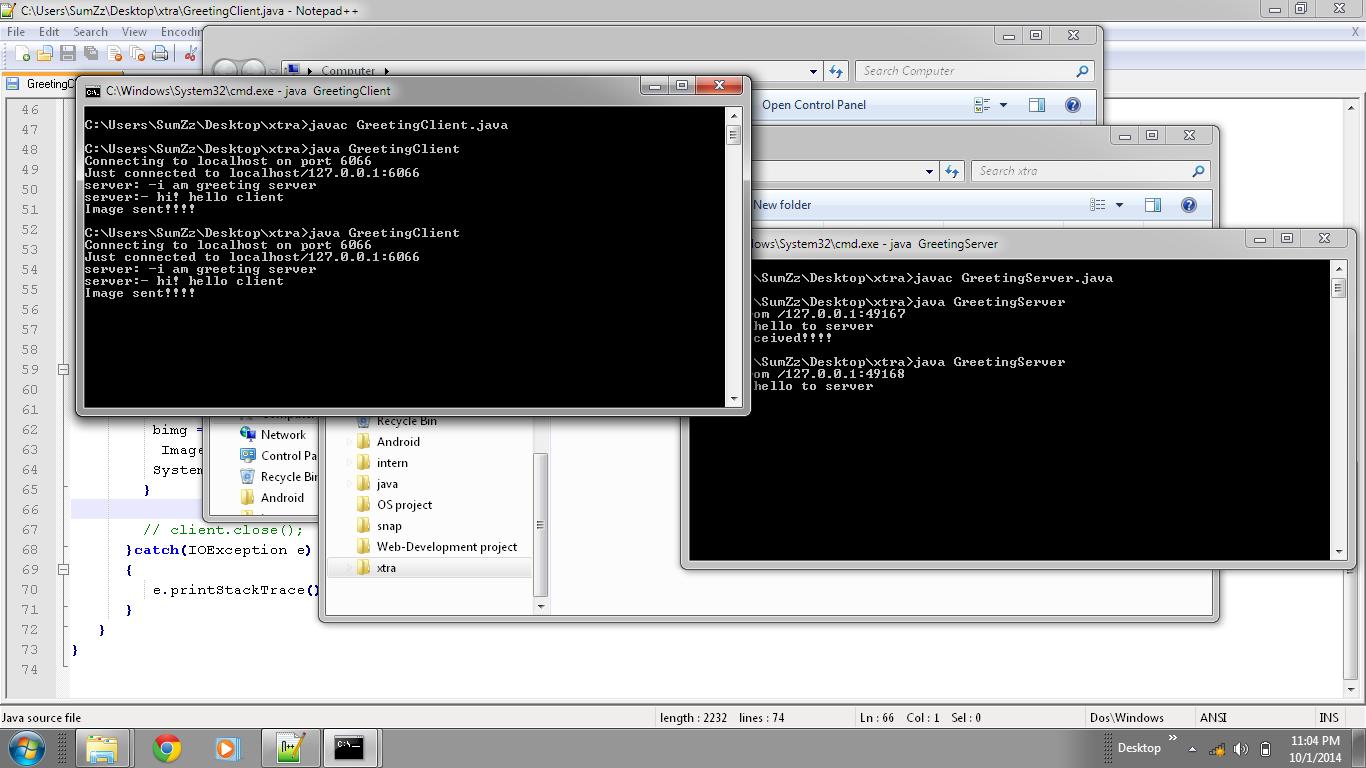 C:\Users\SumZz\Desktop\xtra\GreetingClient.java - Notepad++
File Edit Search View Encodin
GreetingC
Computer
Search Computer
Open Control Panel
C:\Windows\System32\cmd.exe - java GreetingClient
C:\Users\SumZz\Desktop\xtra>javac GreetingClient.java
C:\Users\SumZz\Desktop\xtra>java GreetingClient
Connecting to localhost on port 6066
Just connected to localhost/127.0.0.1:6066
server: -i am greeting server
server:- hi! hello client
Image sent!!!!
C:\Users\SumZz\Desktop\xtra>java GreetingClient
Connecting to localhost on port 6066
Just connected to localhost/127.0.0.1:6066
server: -i am greeting server
server:- hi! hello client
Image sent!!!!
Search xtra
New folder
ows\System32\cmd.exe - java GreetingServer
\SumZz\Desktop\xtra>javac GreetingServer.java
\SumZz\Desktop\xtra>java GreetingServer
om /127.0.0.1:49167
hello to server
ceived!!!!
\SumZz\Desktop\xtra>java GreetingServer
om /127.0.0.1:49168
hello to server
Network
Control Pa
Recycle Bin
Android
Recycle Bin
Android
intern
java
OS project
snap
Web-Development project
xtra
46
47
48
49
50
51
52
53
54
55
56
57
58
59
60
61
62 bimg =
63 Image
64 System
65 }
66
67 // client.close();
68 }catch(IOException e)
69 {
70 e.printStackTrace()
71 }
72 }
73 }
74
Java source file
length : 2232 lines : 74
Ln : 66 Col : 1 Sel : 0
Dos\Windows
ANSI
INS
Desktop
11:04 PM
10/1/2014